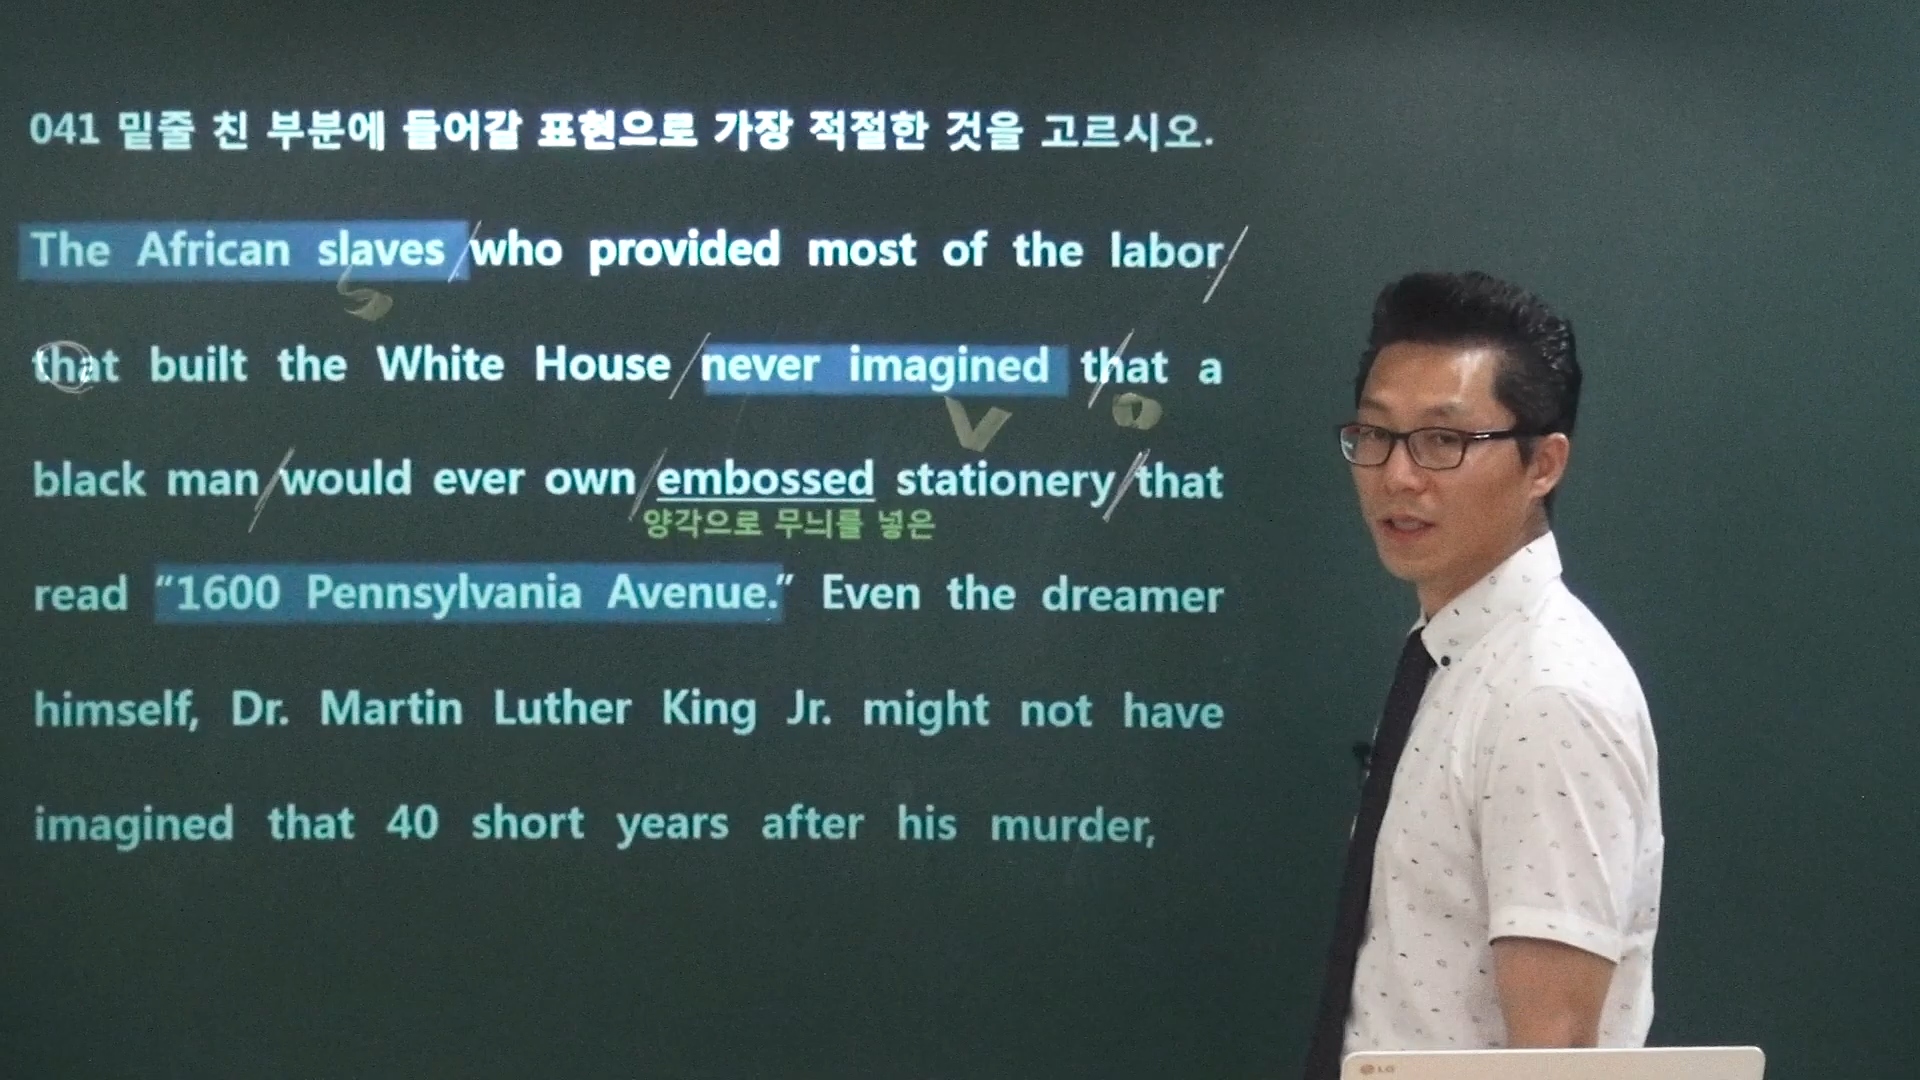 041 밑줄 친 부분에 들어갈 표현으로 가장 적절한 것을 고르시오.
The African slaves who provided most of the labor
S
that built the White House never imagined that a
V O
black man would ever own embossed stationery that
양각으로 무늬를 넣은
read “1600 Pennsylvania Avenue.” Even the dreamer
himself, Dr. Martin Luther King Jr. might not have
imagined that 40 short years after his murder,
LG